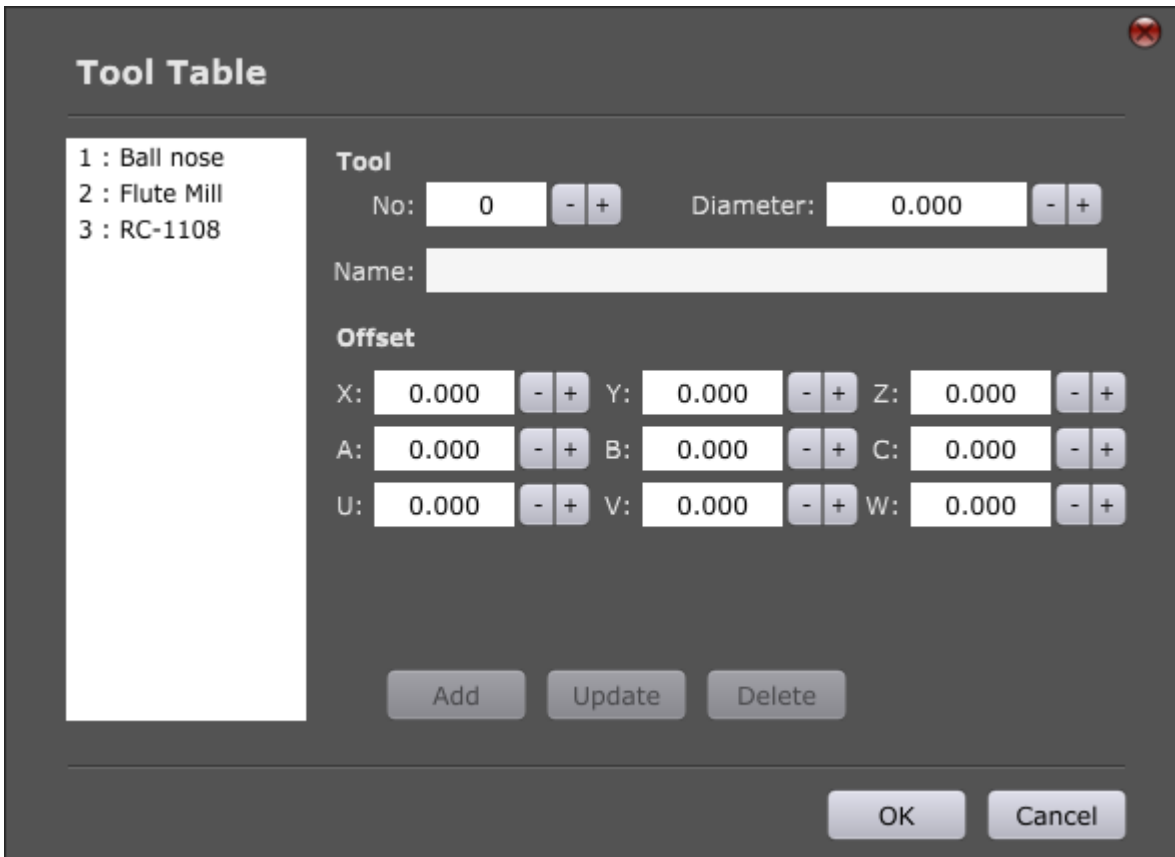 Tool Table
1 : Ball nose
2 : Flute Mill
3 : RC-1108
Tool
No: 0 - + Diameter: 0.000 - +
Name:
Offset
X: 0.000 - + Y: 0.000 - + Z: 0.000 - +
A: 0.000 - + B: 0.000 - + C: 0.000 - +
U: 0.000 - + V: 0.000 - + W: 0.000 - +
Add Update Delete
OK Cancel